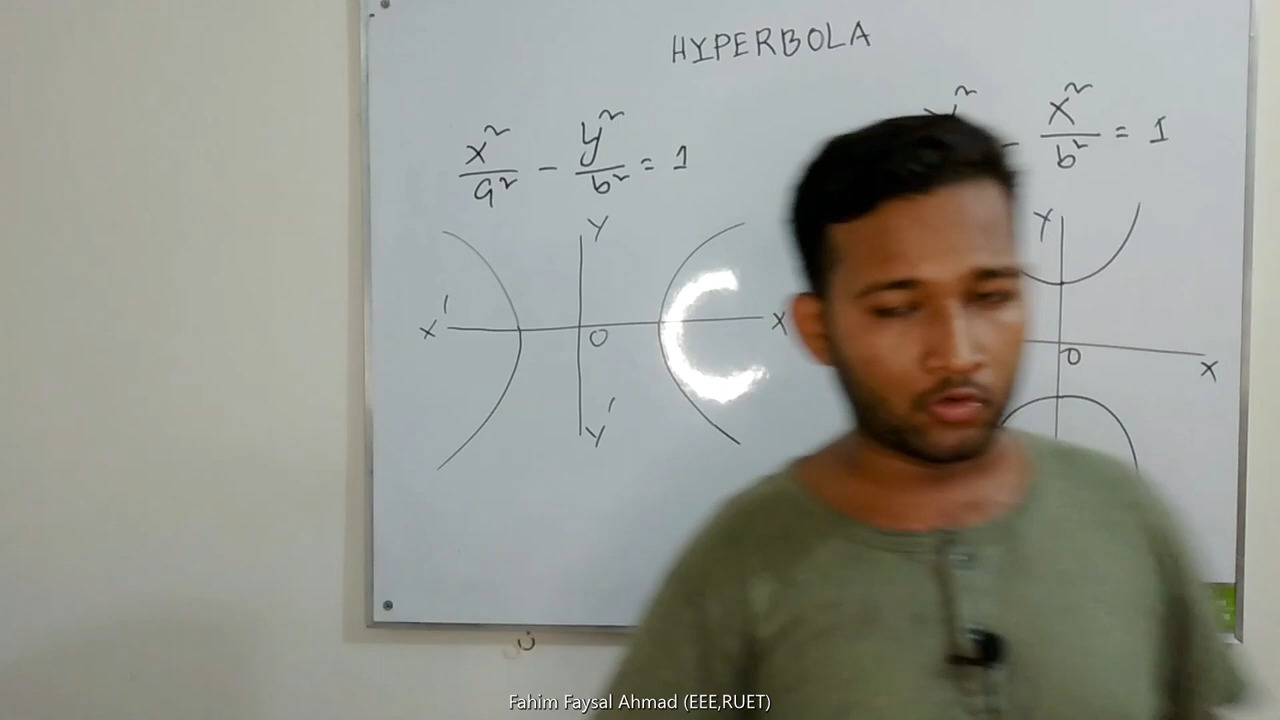 HYPERBOLA
x²/a² - y²/b² = 1
- x²/b² = 1
Y
X'
O
X
Y'
Y
O
X
Fahim Faysal Ahmad (EEE,RUET)